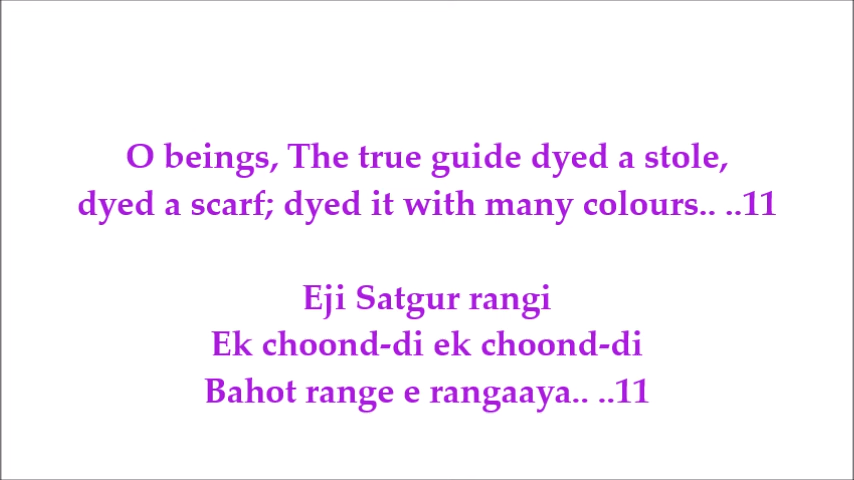 O beings, The true guide dyed a stole,
dyed a scarf; dyed it with many colours.. ..11
Eji Satgur rangi
Ek choond-di ek choond-di
Bahot range e rangaaya.. ..11